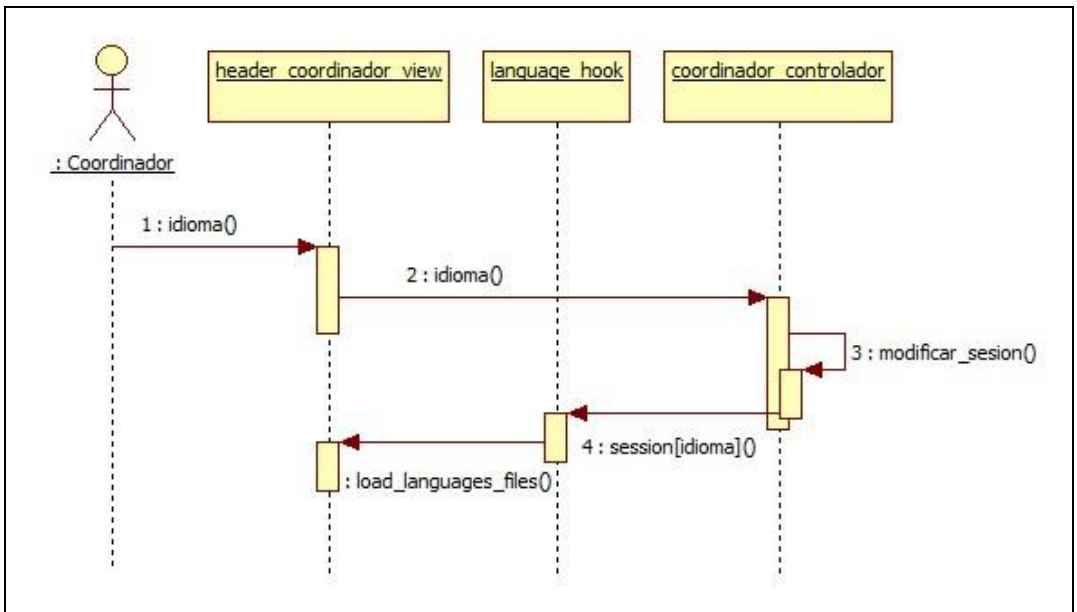 header_coordinador_view
language_hook
coordinador_controlador
: Coordinador
1 : idioma()
2 : idioma()
3 : modificar_sesion()
4 : session[idioma]()
: load_languages_files()